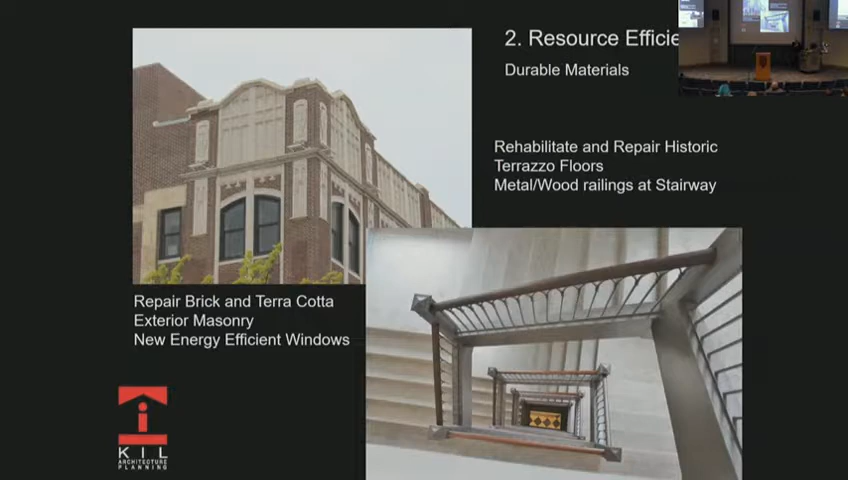 2. Resource Efficie
Durable Materials
Rehabilitate and Repair Historic
Terrazzo Floors
Metal/Wood railings at Stairway
Repair Brick and Terra Cotta
Exterior Masonry
New Energy Efficient Windows
KIL
ARCHITECTURE
PLANNING